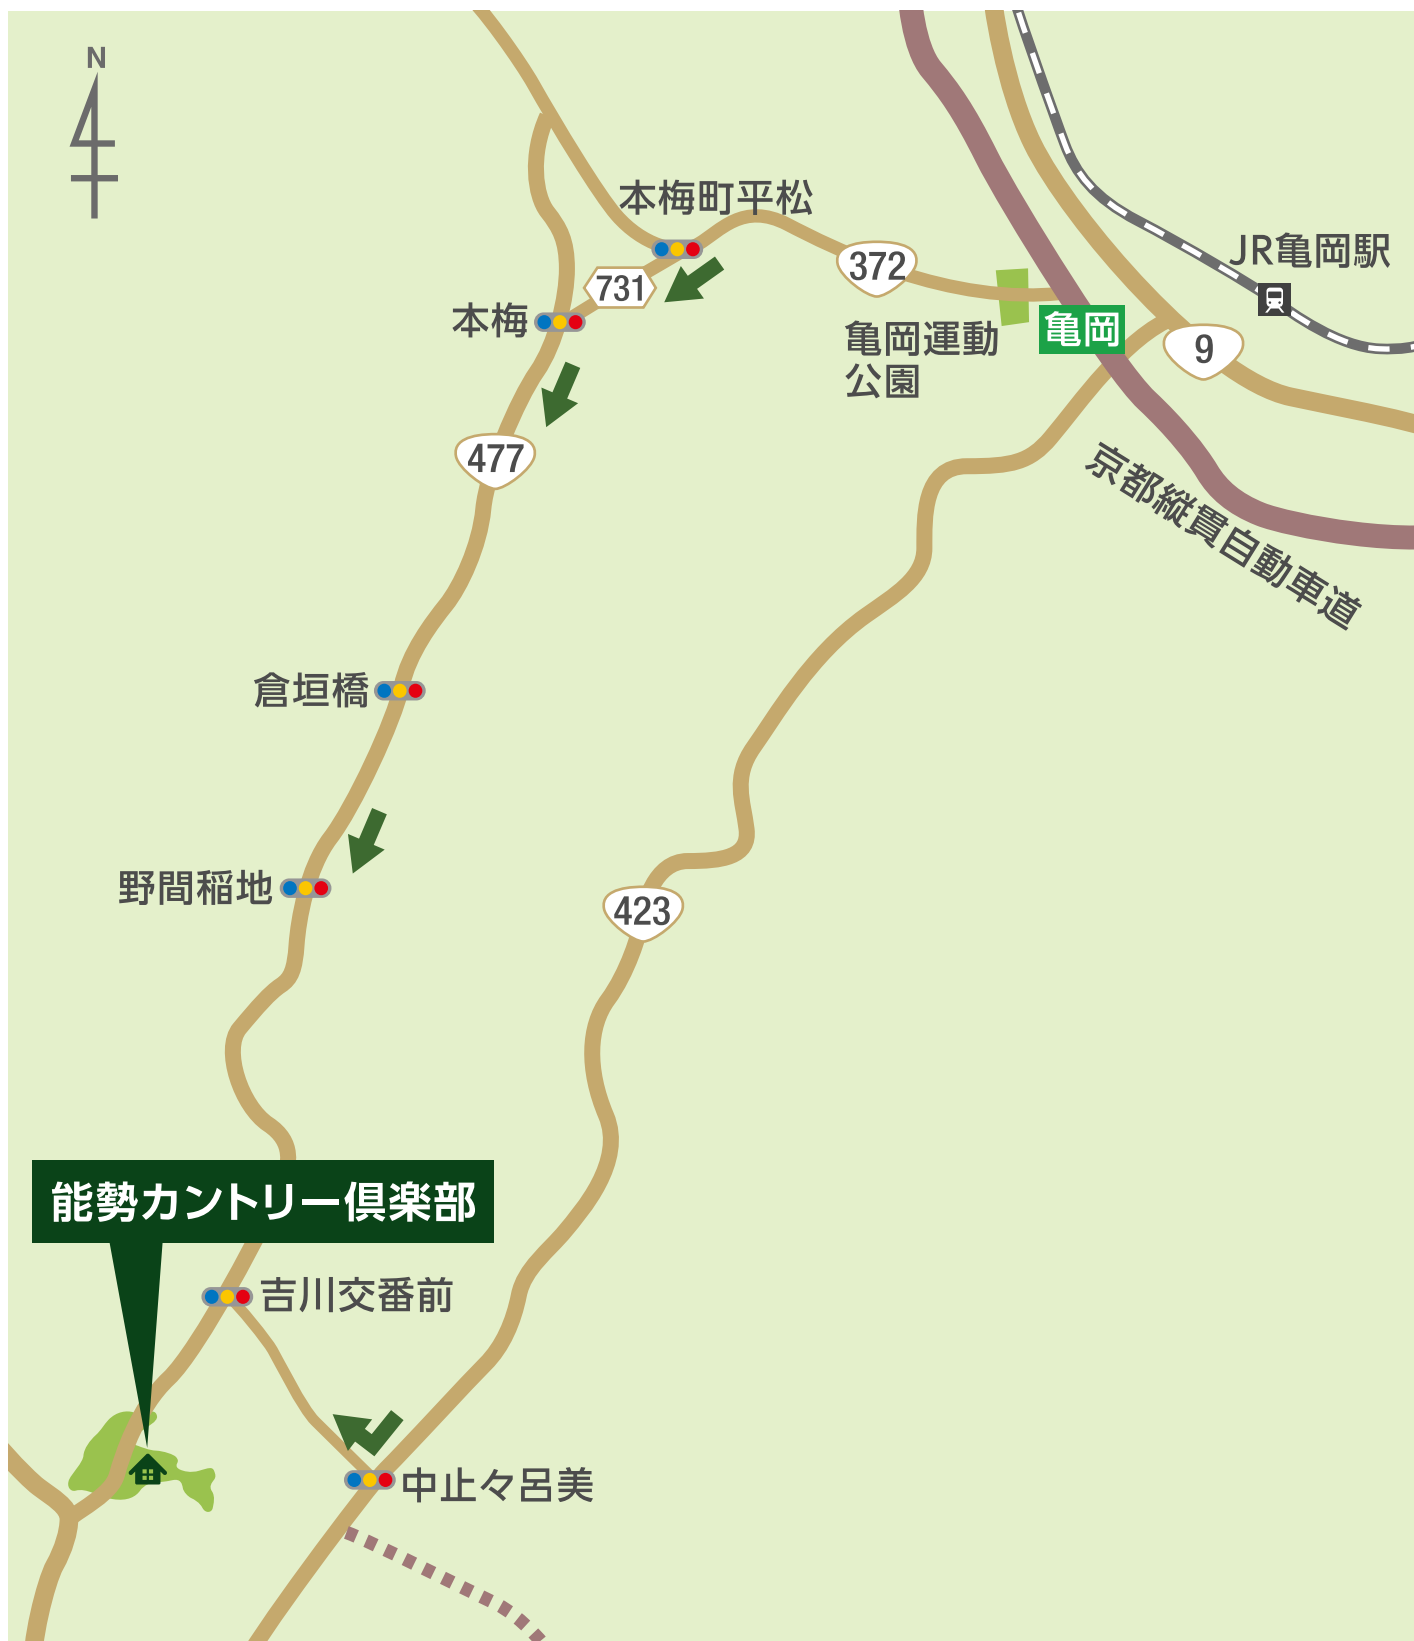 N
本梅町平松
JR亀岡駅
372
731
本梅
亀岡
亀岡運動
公園
9
477
京都縦貫自動車道
倉垣橋
野間稲地
423
能勢カントリー倶楽部
吉川交番前
中止々呂美